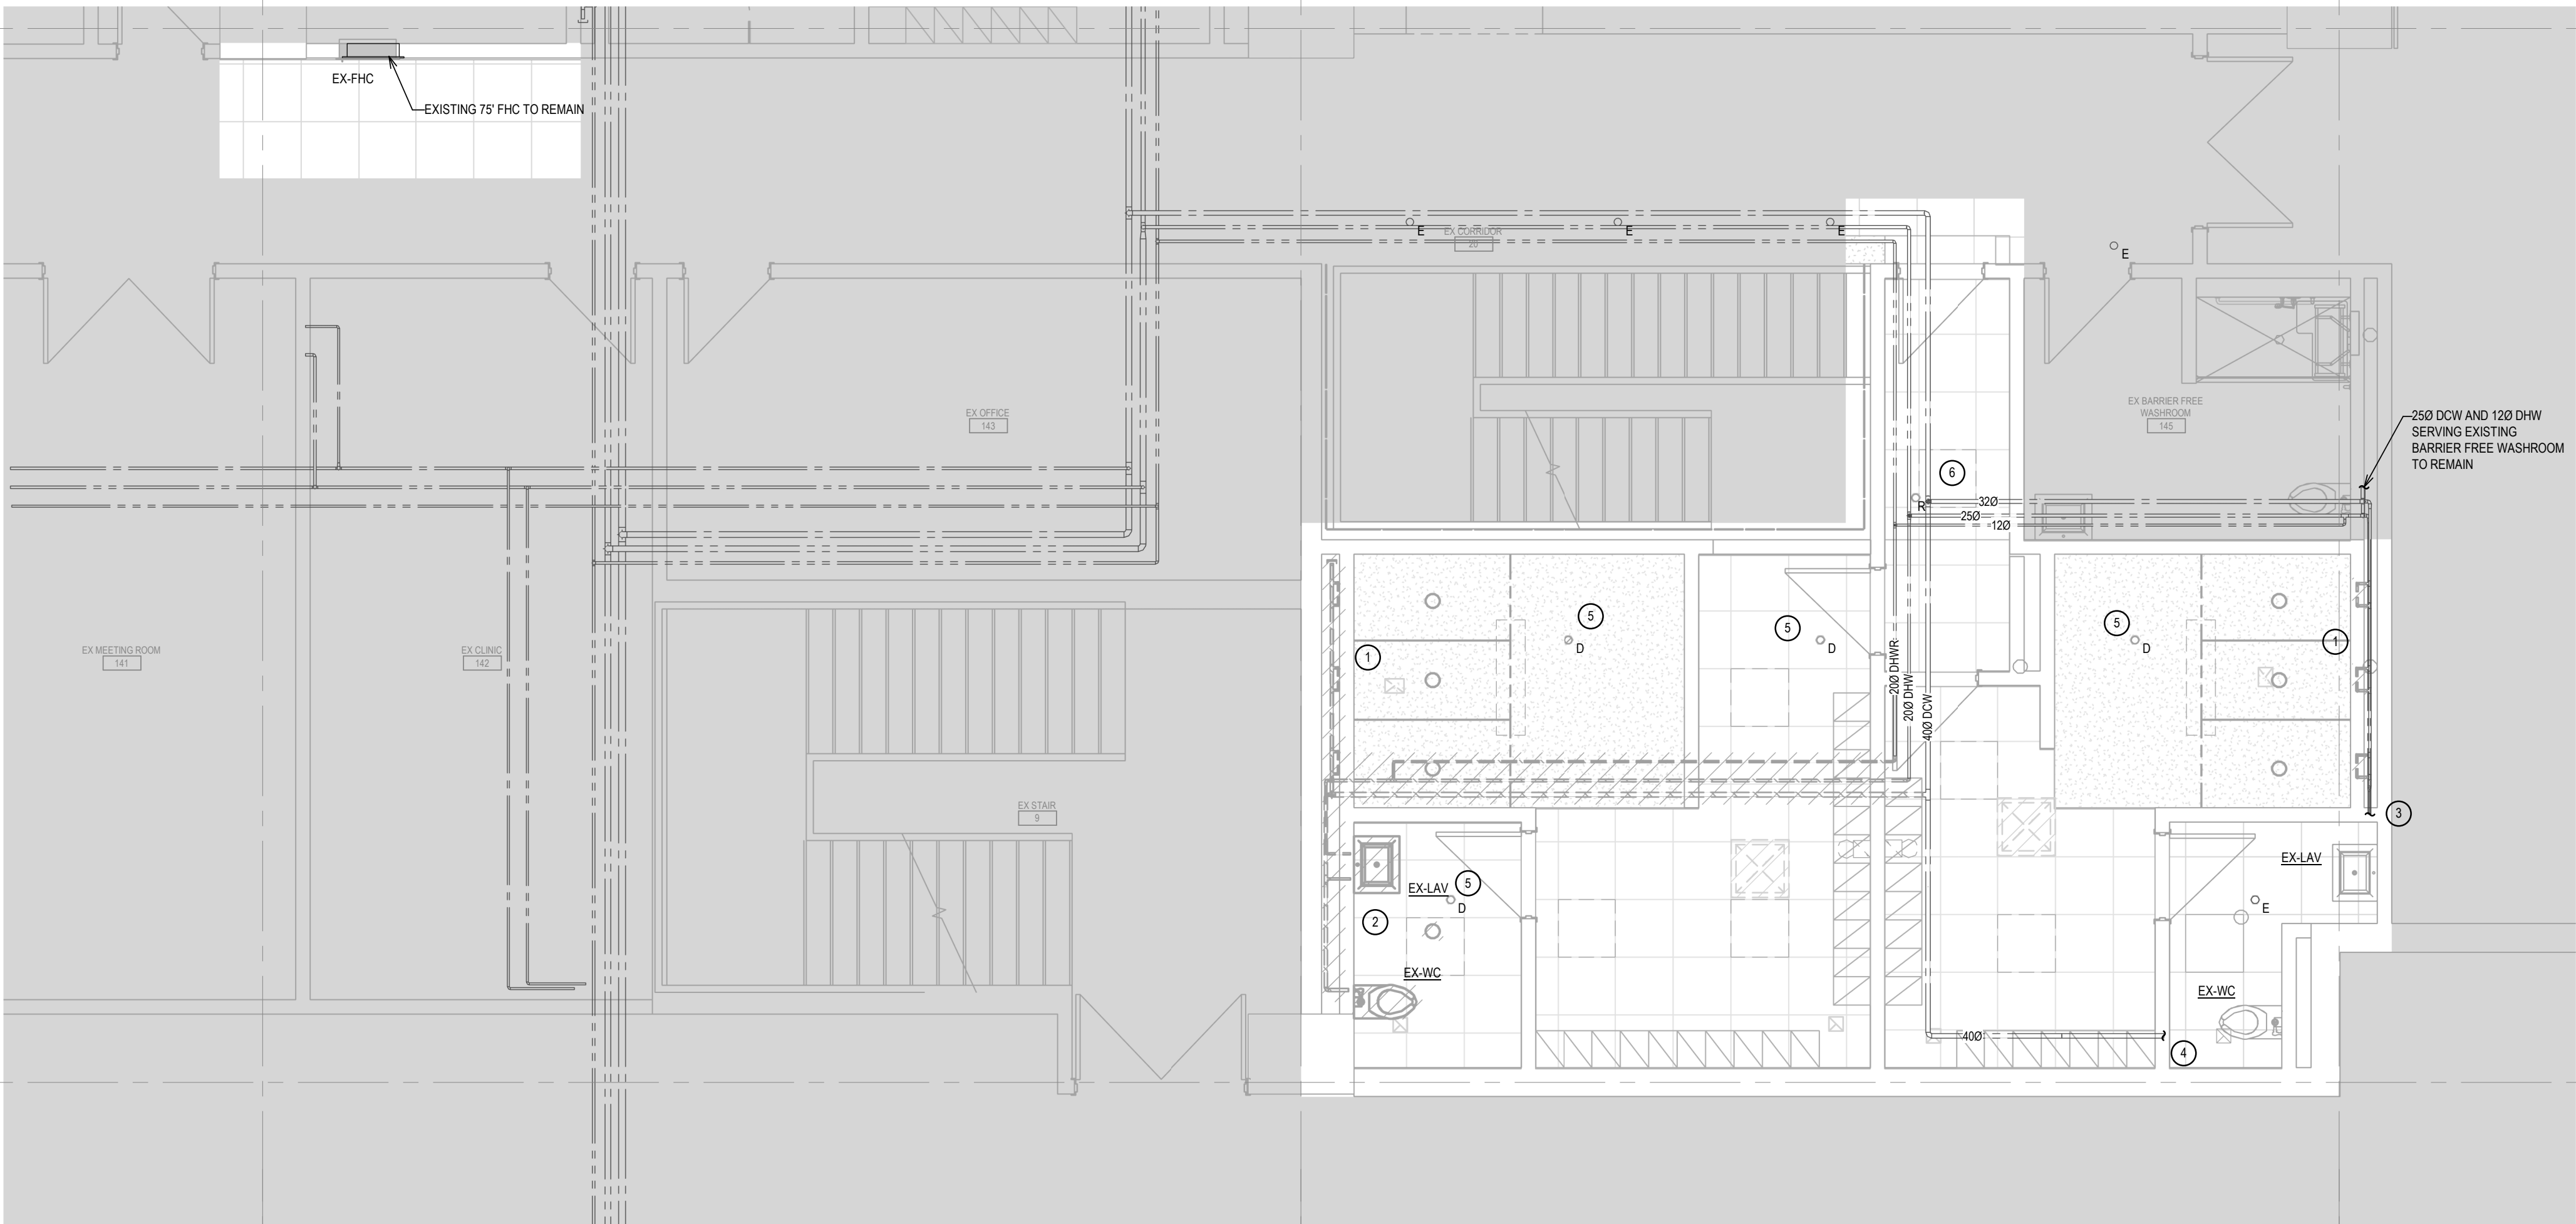 EX-FHC
EXISTING 75' FHC TO REMAIN
E
E
E
EX CORRIDOR
20
E
EX OFFICE
143
EX BARRIER FREE
WASHROOM
145
25Ø DCW AND 12Ø DHW
SERVING EXISTING
BARRIER FREE WASHROOM
TO REMAIN
6
R
32Ø
25Ø
12Ø
EX MEETING ROOM
141
EX CLINIC
142
1
5
D
5
D
20Ø DHWR
20Ø DHW
40Ø DCW
5
D
1
EX STAIR
9
3
EX-LAV
5
D
2
EX-WC
EX-LAV
E
EX-WC
40Ø
4